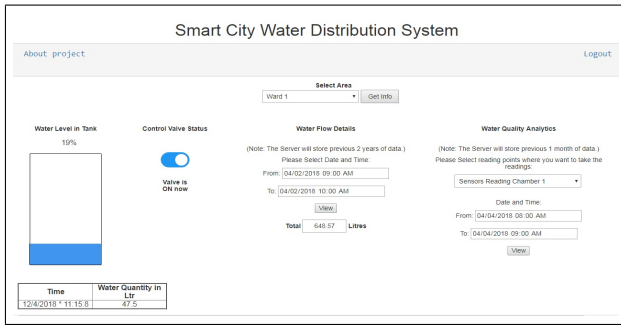 Smart City Water Distribution System
About project
Logout
Select Area
Ward 1
Get Info
Water Level in Tank
19%
Control Valve Status
Valve is
ON now
Water Flow Details
(Note: The Server will store previous 2 years of data.)
Please Select Date and Time:
From: 04/02/2018 09:00 AM
To: 04/02/2018 10:00 AM
View
Total 648.57 Litres
Water Quality Analytics
(Note: The Server will store previous 1 month of data.)
Please Select reading points where you want to take the
readings:
Sensors Reading Chamber 1
Date and Time:
From: 04/04/2018 08:00 AM
To: 04/04/2018 09:00 AM
View
Time
Water Quantity in
Ltr
12/4/2018 * 11:15:8
47.5